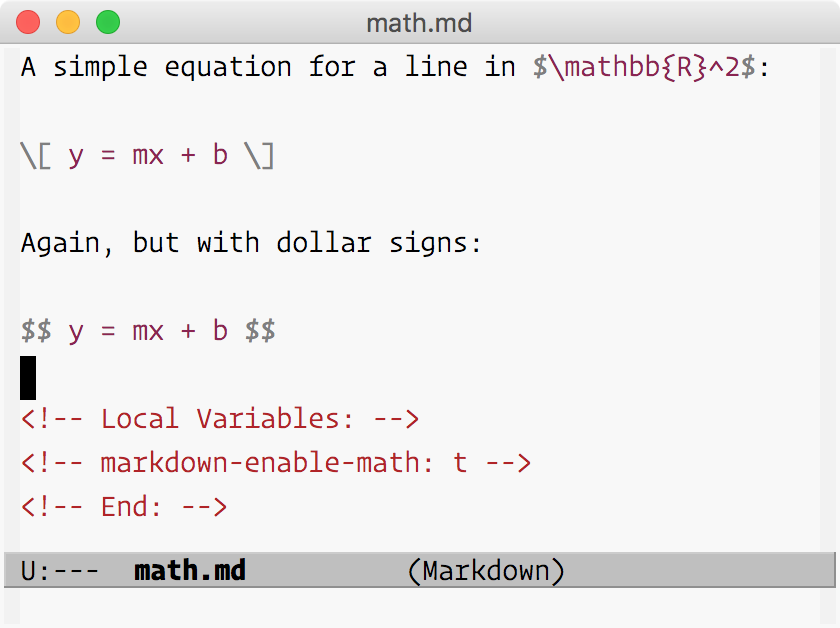 math.md
A simple equation for a line in $\mathbb{R}^2$:
\[ y = mx + b \]
Again, but with dollar signs:
$$ y = mx + b $$
<!-- Local Variables: -->
<!-- markdown-enable-math: t -->
<!-- End: -->
U:--- math.md (Markdown)